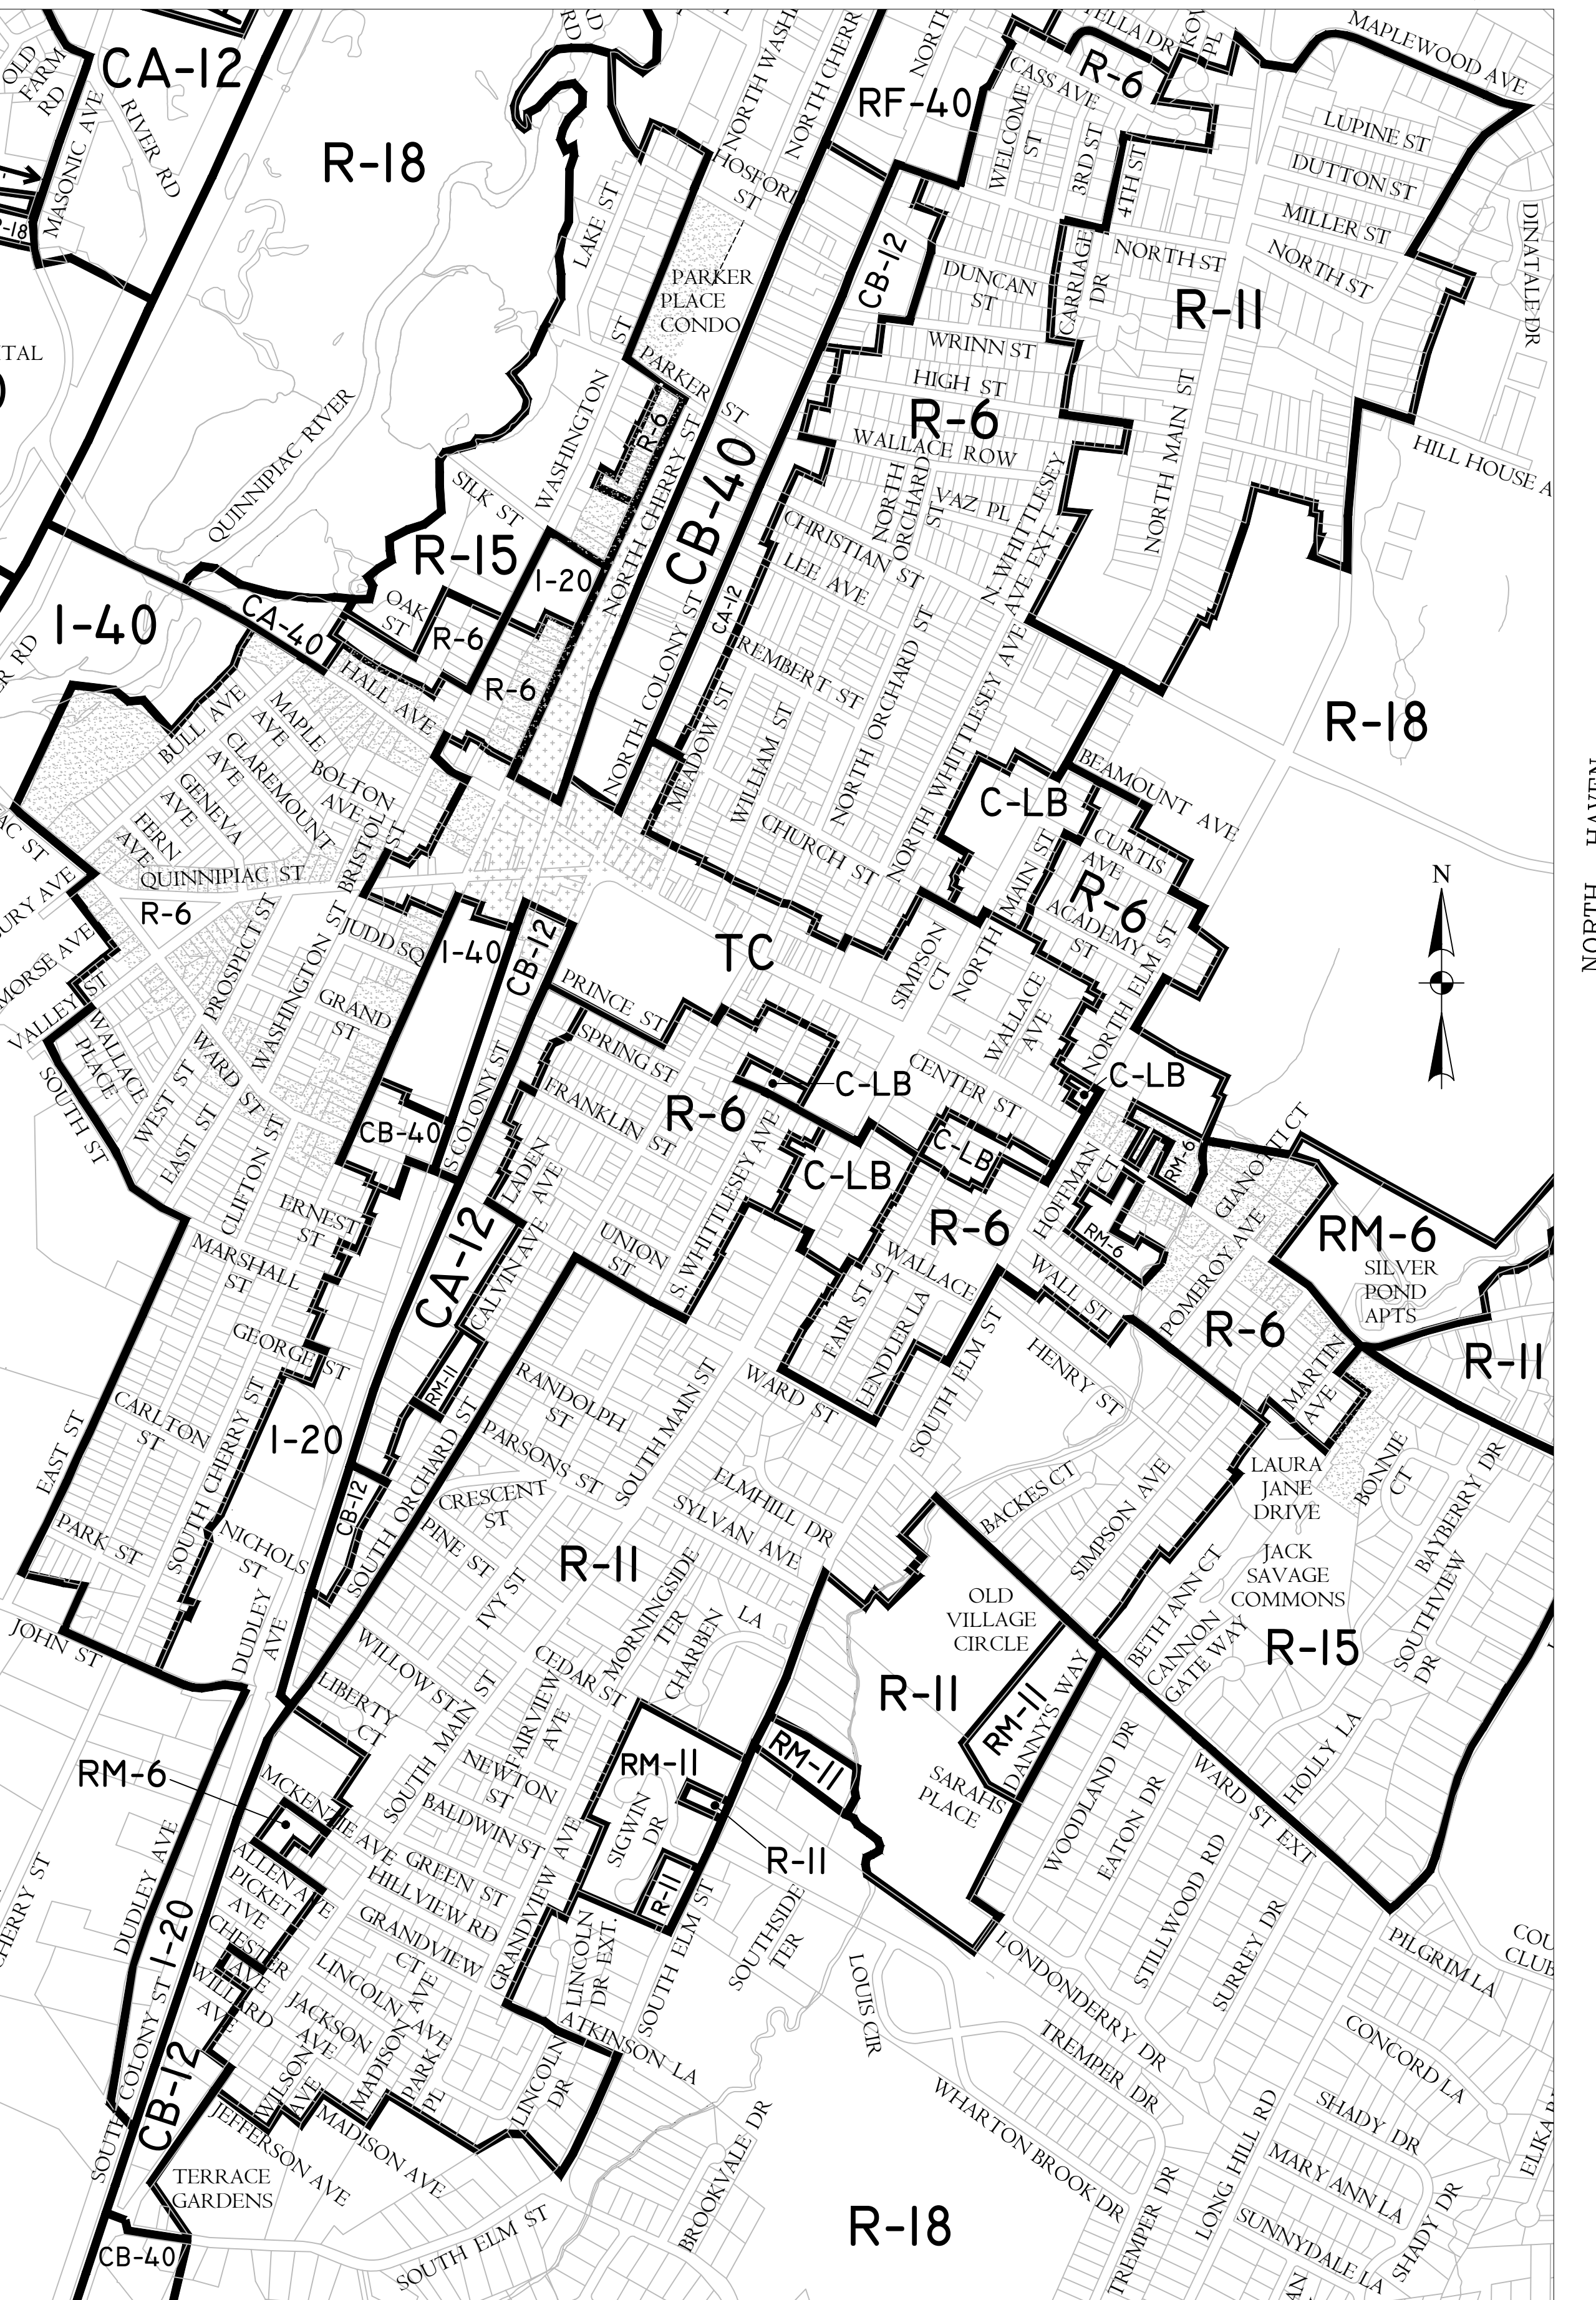 OLD
FARM
RD
CA-12
MASONIC AVE
RIVER RD
R-18
NORTH CHERR
RF-40
NORTH
CASS AVE
R-6
PL
MAPLEWOOD AVE
WELCOME
ST
3RD ST
4TH ST
LUPINE ST
DUTTON ST
MILLER ST
NORTH ST
DINATALE DR
HOSFORD
ST
LAKE ST
PARKER
PLACE
CONDO
CB-12
DUNCAN
ST
CARRIAGE
DR
NORTH ST
R-11
WRINN ST
HIGH ST
R-6
WALLACE ROW
NORTH
ORCHARD
ST
VAZ PL
N. WHITTLESEY
AVE EXT.
NORTH MAIN ST
HILL HOUSE A
QUINNIPIAC RIVER
WASHINGTON
ST
PARKER ST
R-6
NORTH CHERRY ST
CB-40
SILK ST
R-15
I-20
CHRISTIAN ST
LEE AVE
I-40
CA-40
OAK
ST
R-6
HALL AVE
R-6
NORTH COLONY ST
CA-12
REMBERT ST
MEADOW ST
WILLIAM ST
NORTH ORCHARD ST
NORTH WHITTLESEY AVE
CHURCH ST
R-18
BULL AVE
MAPLE
AVE
CLAREMOUNT
AVE
BOLTON
AVE
GENEVA
AVE
FERN
AVE
BRISTOL
ST
QUINNIPIAC ST
R-6
MORSE AVE
VALLEY ST
WALLACE
PLACE
SOUTH ST
PROSPECT ST
WASHINGTON ST
JUDD SQ
GRAND
ST
WARD ST
WEST ST
EAST ST
CLIFTON ST
I-40
CB-12
TC
C-LB
BEAMOUNT AVE
CURTIS
AVE
R-6
ACADEMY
ST
NORTH MAIN ST
SIMPSON
CT
WALLACE
AVE
NORTH ELM ST
N
NORTH HAVEN
PRINCE ST
SPRING ST
FRANKLIN ST
R-6
C-LB
CENTER ST
C-LB
CB-40
S COLONY ST
LADEN
AVE
S. WHITTLESEY AVE
C-LB
C-LB
HOFFMAN
CT
RM-6
RM-6
GIANOTTI CT
POMEROY AVE
RM-6
SILVER
POND
APTS
ERNEST
ST
MARSHALL
ST
GEORGE ST
CA-12
CALVIN AVE
UNION
ST
R-6
WALLACE
ST
FAIR ST
LENDLER LA
WALL ST
R-6
MARTIN
AVE
R-11
RM-11
RANDOLPH
ST
WARD ST
SOUTH ELM ST
HENRY ST
CARLTON
ST
EAST ST
SOUTH CHERRY ST
I-20
PARSONS ST
SOUTH MAIN ST
CRESCENT
ST
ELMHILL DR
SYLVAN AVE
BACKES CT
SIMPSON AVE
LAURA
JANE
DRIVE
BONNIE
CT
BAYBERRY DR
PARK ST
NICHOLS
ST
CB-12
SOUTH ORCHARD ST
PINE ST
R-11
IVY ST
MORNINGSIDE
TER
CHARBEN
LA
JACK
SAVAGE
COMMONS
OLD
VILLAGE
CIRCLE
BETH ANN CT
CANNON
GATE WAY
R-15
SOUTHVIEW
DR
JOHN ST
DUDLEY
AVE
WILLOW ST
LIBERTY
CT
CEDAR ST
FAIRVIEW
AVE
SOUTH MAIN
ST
R-11
RM-11
DANNY'S WAY
SARAHS
PLACE
HOLLY LA
RM-6
MCKENZIE AVE
NEWTON
ST
BALDWIN ST
RM-11
RM-11
SIGWIN
DR
R-11
R-11
WOODLAND DR
EATON DR
WARD ST EXT
STILLWOOD RD
SURREY DR
DUDLEY AVE
ALLEN AVE
PICKET
AVE
CHESTER
AVE
WILLARD
AVE
GREEN ST
HILLVIEW RD
GRANDVIEW
CT
GRANDVIEW AVE
LINCOLN
DR EXT.
SOUTH ELM ST
SOUTHSIDE
TER
LOUIS CIR
LONDONDERRY DR
PILGRIM LA
I-20
SOUTH COLONY ST
CB-12
LINCOLN AVE
JACKSON
AVE
WILSON
AVE
MADISON AVE
PARK
PL
LINCOLN
DR
ATKINSON LA
TREMPER DR
CONCORD LA
SHADY DR
MARY ANN LA
JEFFERSON AVE
MADISON AVE
TERRACE
GARDENS
CB-40
SOUTH ELM ST
BROOKVALE DR
WHARTON BROOK DR
TREMPER DR
R-18
LONG HILL RD
SUNNYDALE LA
SHADY DR